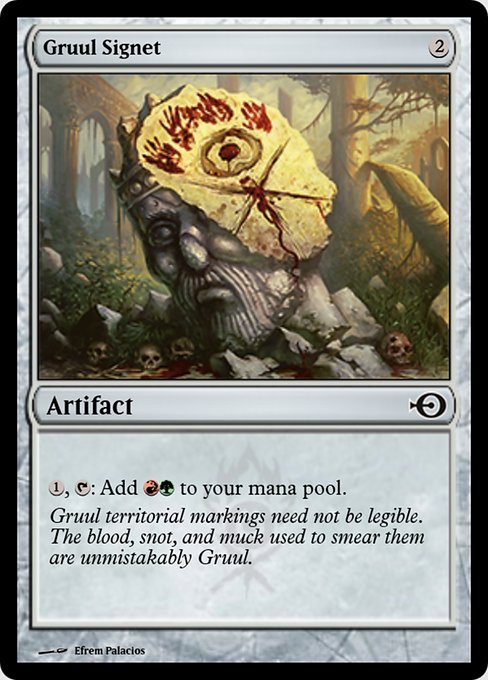 Gruul Signet 2
Artifact
1, T: Add RG to your mana pool.
Gruul territorial markings need not be legible.
The blood, snot, and muck used to smear them
are unmistakably Gruul.
Efrem Palacios